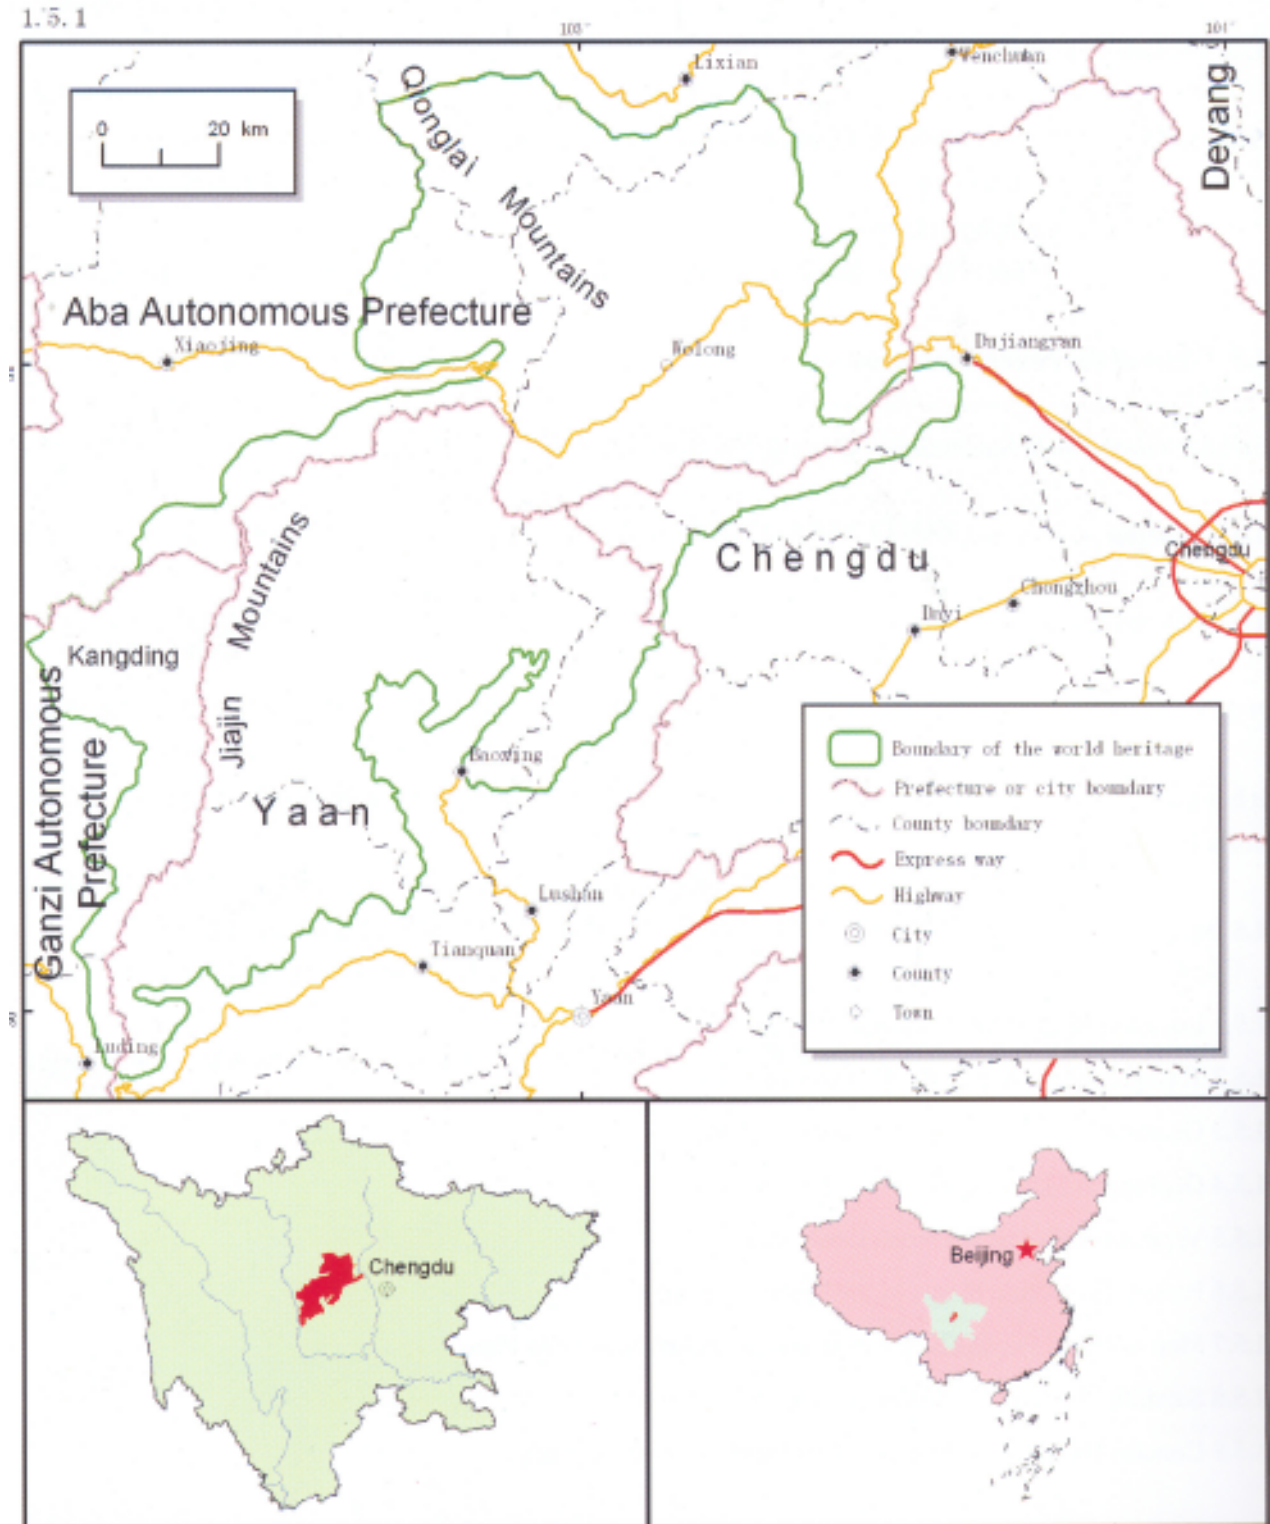 1.5.1
103°
Lixian
Wenchuan
Deyang
0 20 km
Qionglai
Mountains
Aba Autonomous Prefecture
Xiaojing
Wolong
Dujiangyan
Chengdu
Chengdu
Chongzhou
Dayi
Mountains
Jiajin
Kangding
Ganzi Autonomous
Prefecture
Yaan
Baoxing
Lushan
Tianquan
Yaan
Luding
Boundary of the world heritage
Prefecture or city boundary
County boundary
Express way
Highway
City
County
Town
Chengdu
Beijing